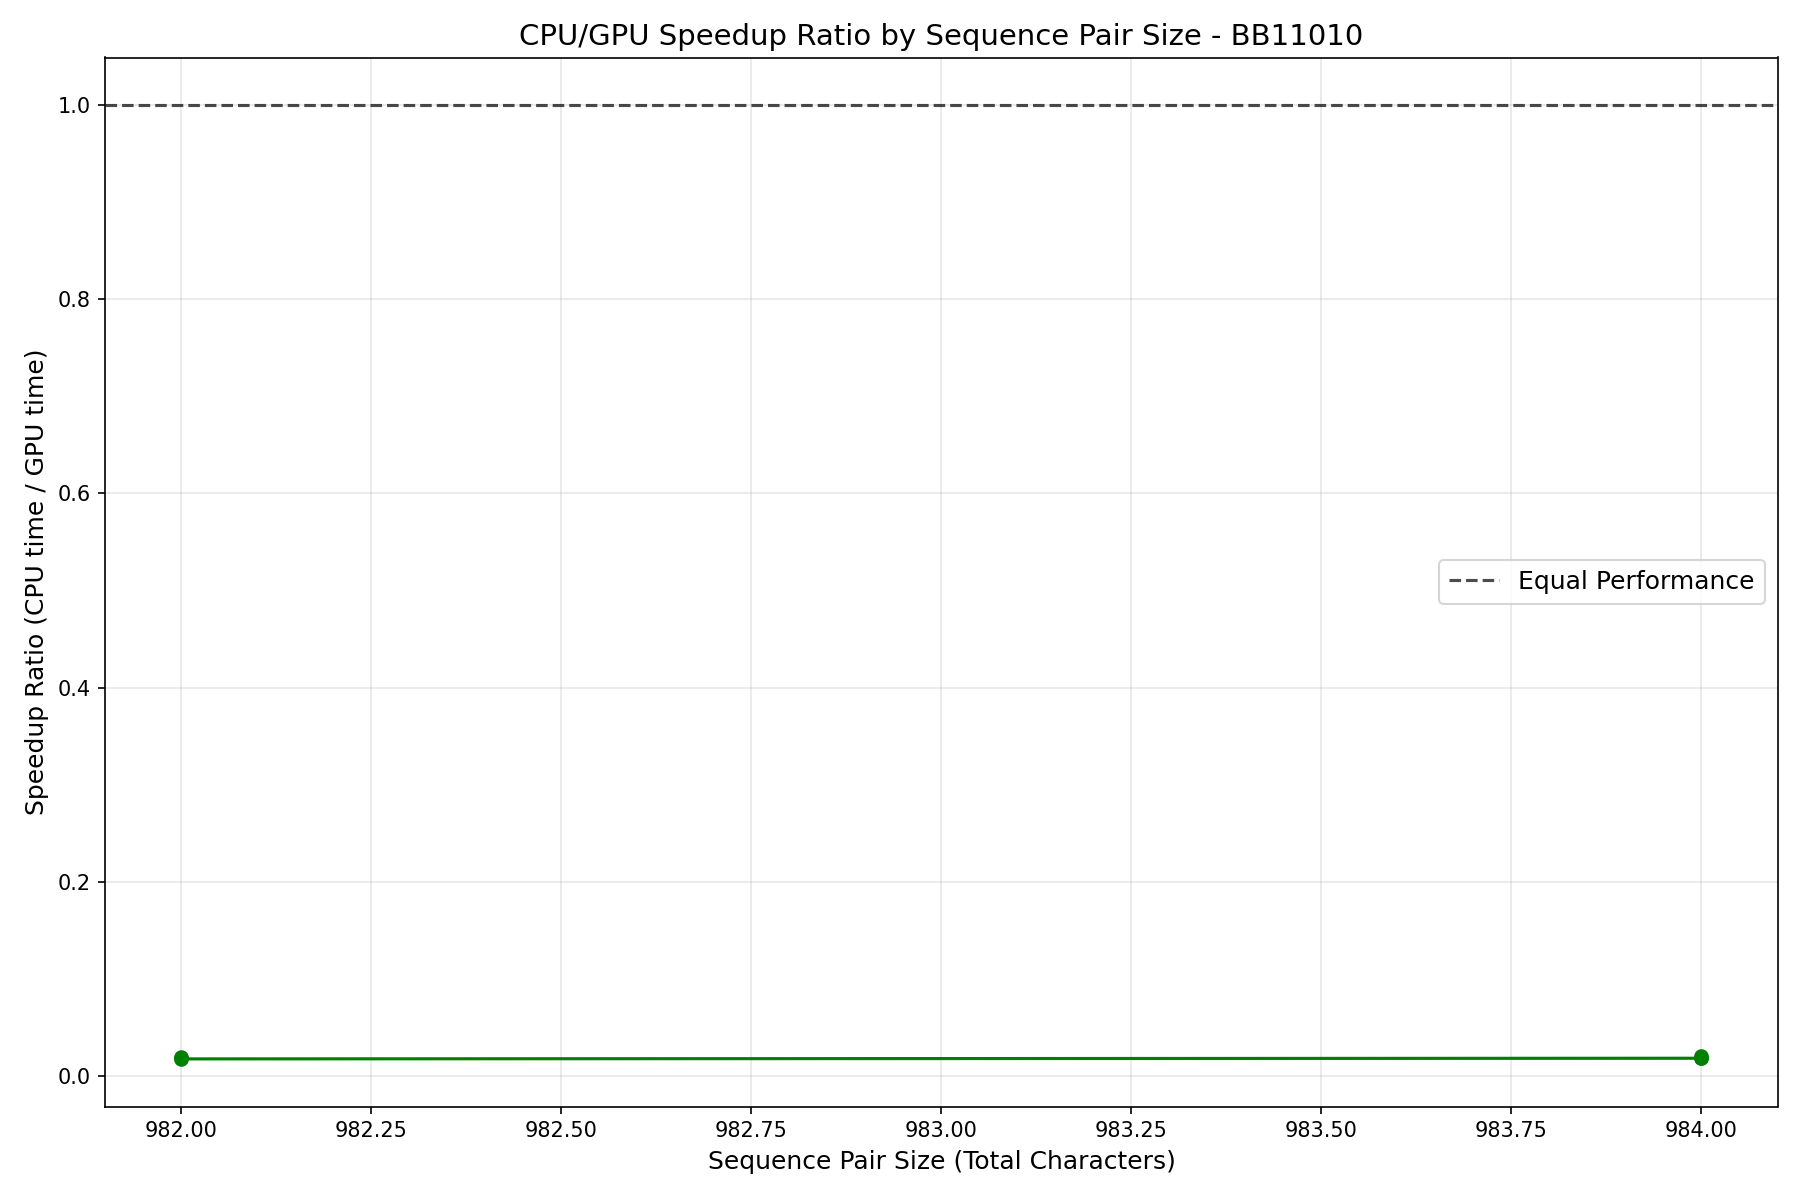 CPU/GPU Speedup Ratio by Sequence Pair Size - BB11010
Speedup Ratio (CPU time / GPU time)
1.0
0.8
0.6
0.4
0.2
0.0
Equal Performance
982.00 982.25 982.50 982.75 983.00 983.25 983.50 983.75 984.00
Sequence Pair Size (Total Characters)